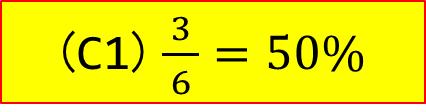 (C1) 3/6 = 50%